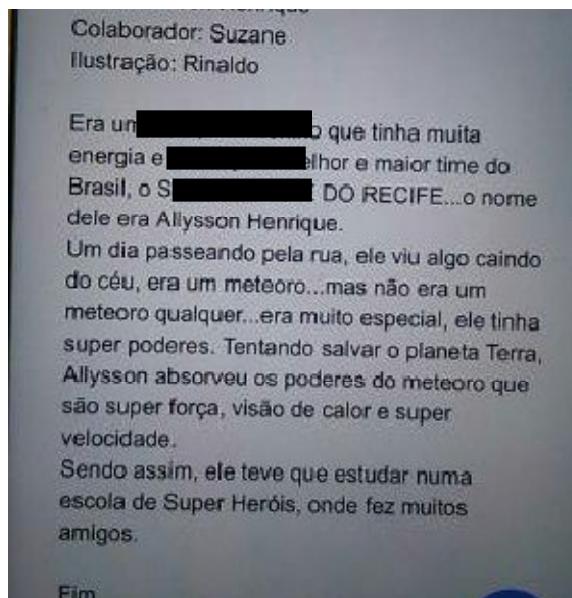 Henrique
Colaborador: Suzane
Ilustração: Rinaldo
Era um que tinha muita
energia e e maior time do
Brasil, o DO RECIFE...o nome
dele era Allysson Henrique.
Um dia passeando pela rua, ele viu algo caindo
do céu, era um meteoro...mas não era um
meteoro qualquer...era muito especial, ele tinha
super poderes. Tentando salvar o planeta Terra,
Allysson absorveu os poderes do meteoro que
são super força, visão de calor e super
velocidade.
Sendo assim, ele teve que estudar numa
escola de Super Heróis, onde fez muitos
amigos.
Fim